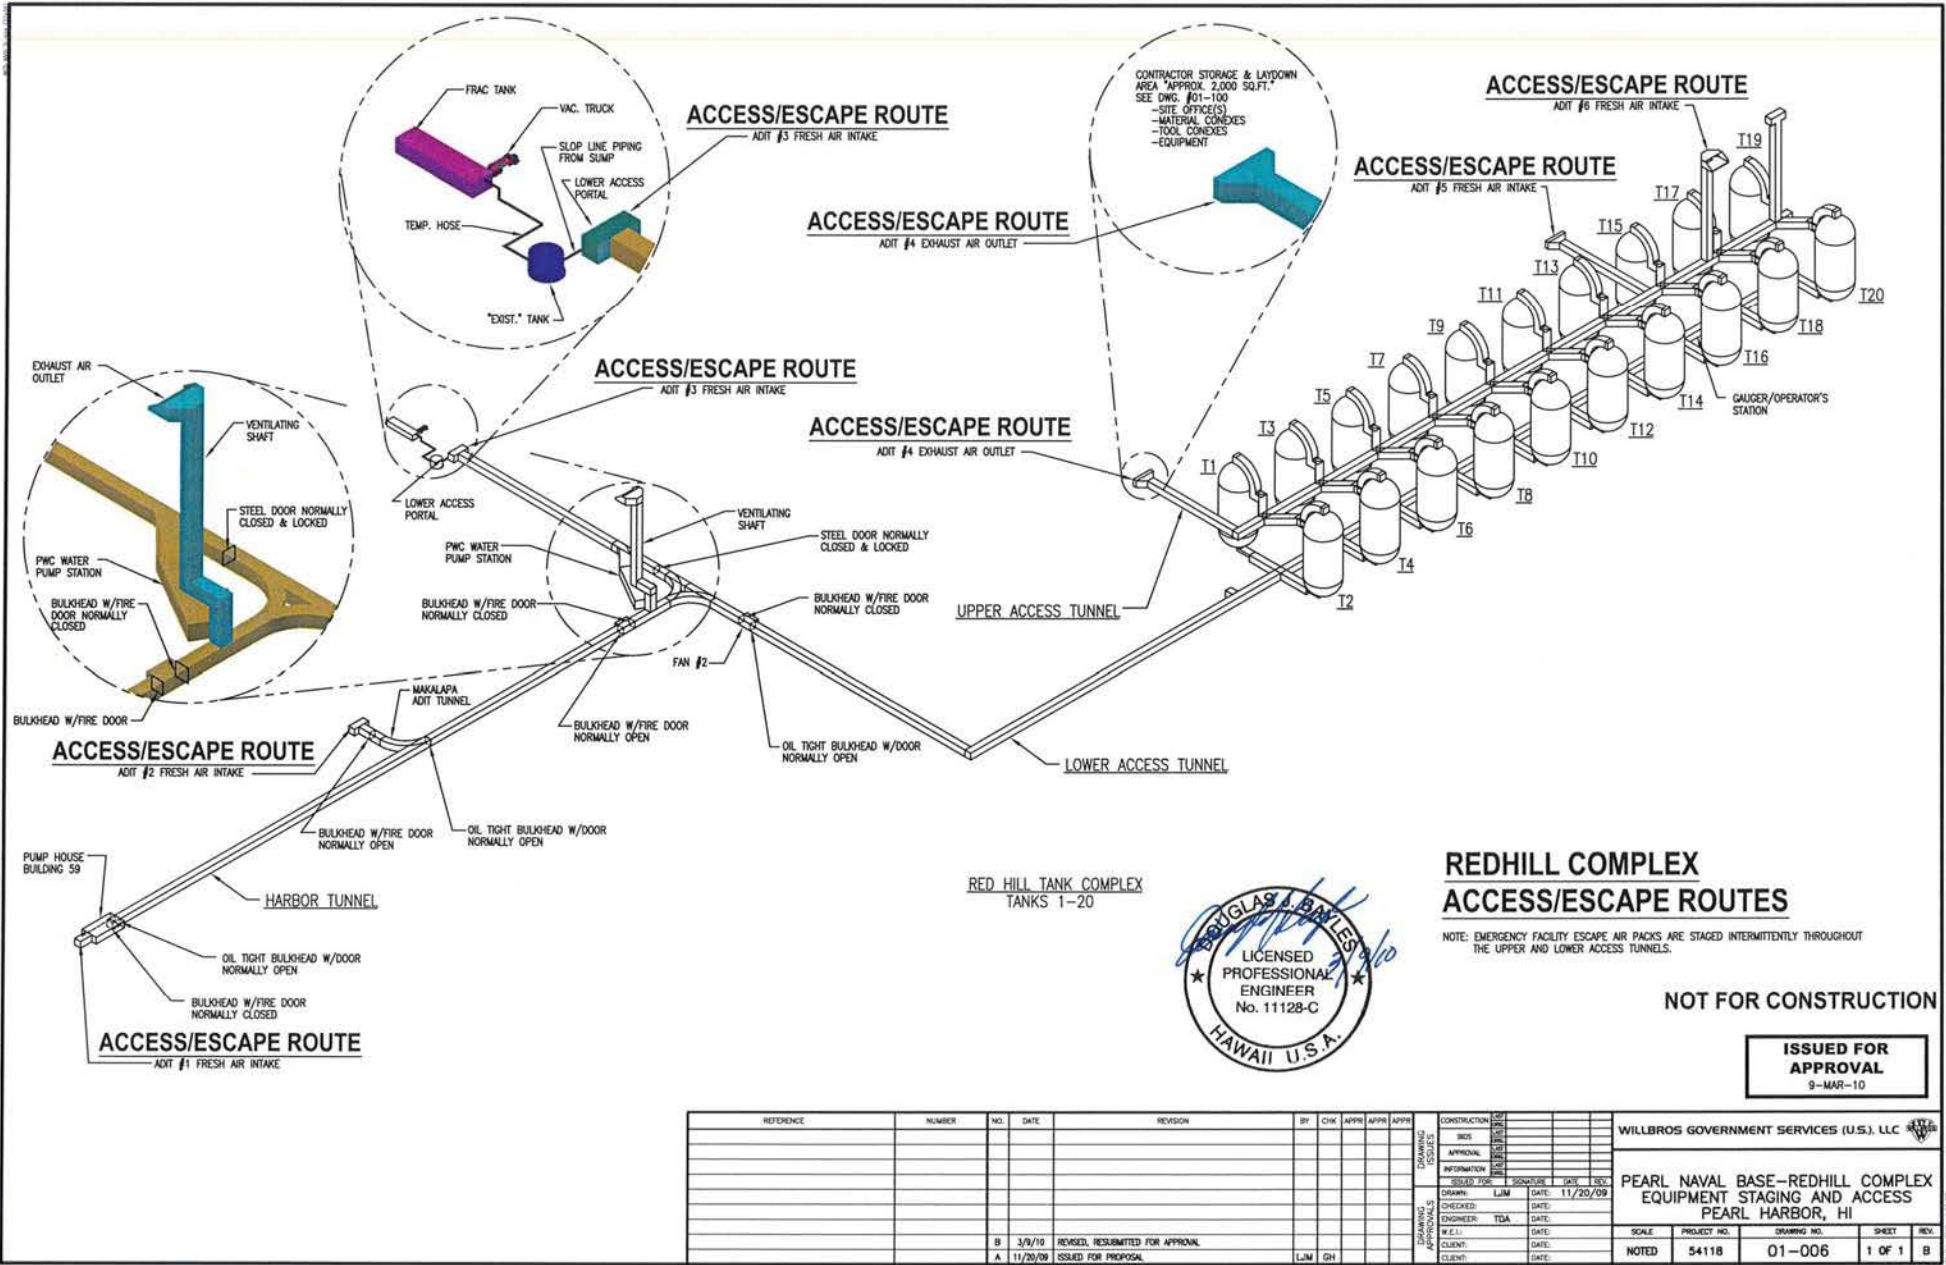 FRAC TANK
VAC. TRUCK
SLOP LINE PIPING
FROM SUMP
LOWER ACCESS
PORTAL
TEMP. HOSE
"EXIST." TANK
ACCESS/ESCAPE ROUTE
ADIT #3 FRESH AIR INTAKE
CONTRACTOR STORAGE & LAYDOWN
AREA "APPROX. 2,000 SQ.FT."
SEE DWG. #01-100
-SITE OFFICE(S)
-MATERIAL CONEXES
-TOOL CONEXES
-EQUIPMENT
ACCESS/ESCAPE ROUTE
ADIT #4 EXHAUST AIR OUTLET
ACCESS/ESCAPE ROUTE
ADIT #6 FRESH AIR INTAKE
ACCESS/ESCAPE ROUTE
ADIT #5 FRESH AIR INTAKE
T19
T17
T15
T13
T11
T9
T7
T5
T3
T1
T20
T18
T16
T14
T12
T10
T8
T6
T4
T2
GAUGER/OPERATOR'S
STATION
EXHAUST AIR
OUTLET
VENTILATING
SHAFT
STEEL DOOR NORMALLY
CLOSED & LOCKED
PWC WATER
PUMP STATION
BULKHEAD W/FIRE
DOOR NORMALLY
CLOSED
BULKHEAD W/FIRE DOOR
ACCESS/ESCAPE ROUTE
ADIT #3 FRESH AIR INTAKE
LOWER ACCESS
PORTAL
ACCESS/ESCAPE ROUTE
ADIT #4 EXHAUST AIR OUTLET
VENTILATING
SHAFT
STEEL DOOR NORMALLY
CLOSED & LOCKED
PWC WATER
PUMP STATION
BULKHEAD W/FIRE DOOR
NORMALLY CLOSED
BULKHEAD W/FIRE DOOR
NORMALLY CLOSED
UPPER ACCESS TUNNEL
FAN #2
MAKALAPA
ADIT TUNNEL
BULKHEAD W/FIRE DOOR
NORMALLY OPEN
OIL TIGHT BULKHEAD W/DOOR
NORMALLY OPEN
LOWER ACCESS TUNNEL
ACCESS/ESCAPE ROUTE
ADIT #2 FRESH AIR INTAKE
BULKHEAD W/FIRE DOOR
NORMALLY OPEN
OIL TIGHT BULKHEAD W/DOOR
NORMALLY OPEN
PUMP HOUSE
BUILDING 59
HARBOR TUNNEL
OIL TIGHT BULKHEAD W/DOOR
NORMALLY OPEN
BULKHEAD W/FIRE DOOR
NORMALLY CLOSED
ACCESS/ESCAPE ROUTE
ADIT #1 FRESH AIR INTAKE
RED HILL TANK COMPLEX
TANKS 1-20
DOUGLAS J. BAYLES
LICENSED
PROFESSIONAL
ENGINEER
No. 11128-C
HAWAII U.S.A.
3/9/10
REDHILL COMPLEX
ACCESS/ESCAPE ROUTES
NOTE: EMERGENCY FACILITY ESCAPE AIR PACKS ARE STAGED INTERMITTENTLY THROUGHOUT
THE UPPER AND LOWER ACCESS TUNNELS.
NOT FOR CONSTRUCTION
ISSUED FOR
APPROVAL
9-MAR-10
REFERENCE NUMBER NO. DATE REVISION BY CHK APPR APPR APPR
B 3/9/10 REVISED, RESUBMITTED FOR APPROVAL
A 11/20/09 ISSUED FOR PROPOSAL LJM GH
DRAWING ISSUES
CONSTRUCTION
BIDS
APPROVAL
INFORMATION
ISSUED FOR: SIGNATURE DATE REV.
DRAWING APPROVALS
DRAWN: LJM DATE: 11/20/09
CHECKED: DATE:
ENGINEER: TDA DATE:
W.E.I.: DATE:
CLIENT: DATE:
CLIENT: DATE:
WILLBROS GOVERNMENT SERVICES (U.S.), LLC
PEARL NAVAL BASE-REDHILL COMPLEX
EQUIPMENT STAGING AND ACCESS
PEARL HARBOR, HI
SCALE PROJECT NO. DRAWING NO. SHEET REV.
NOTED 54118 01-006 1 OF 1 B